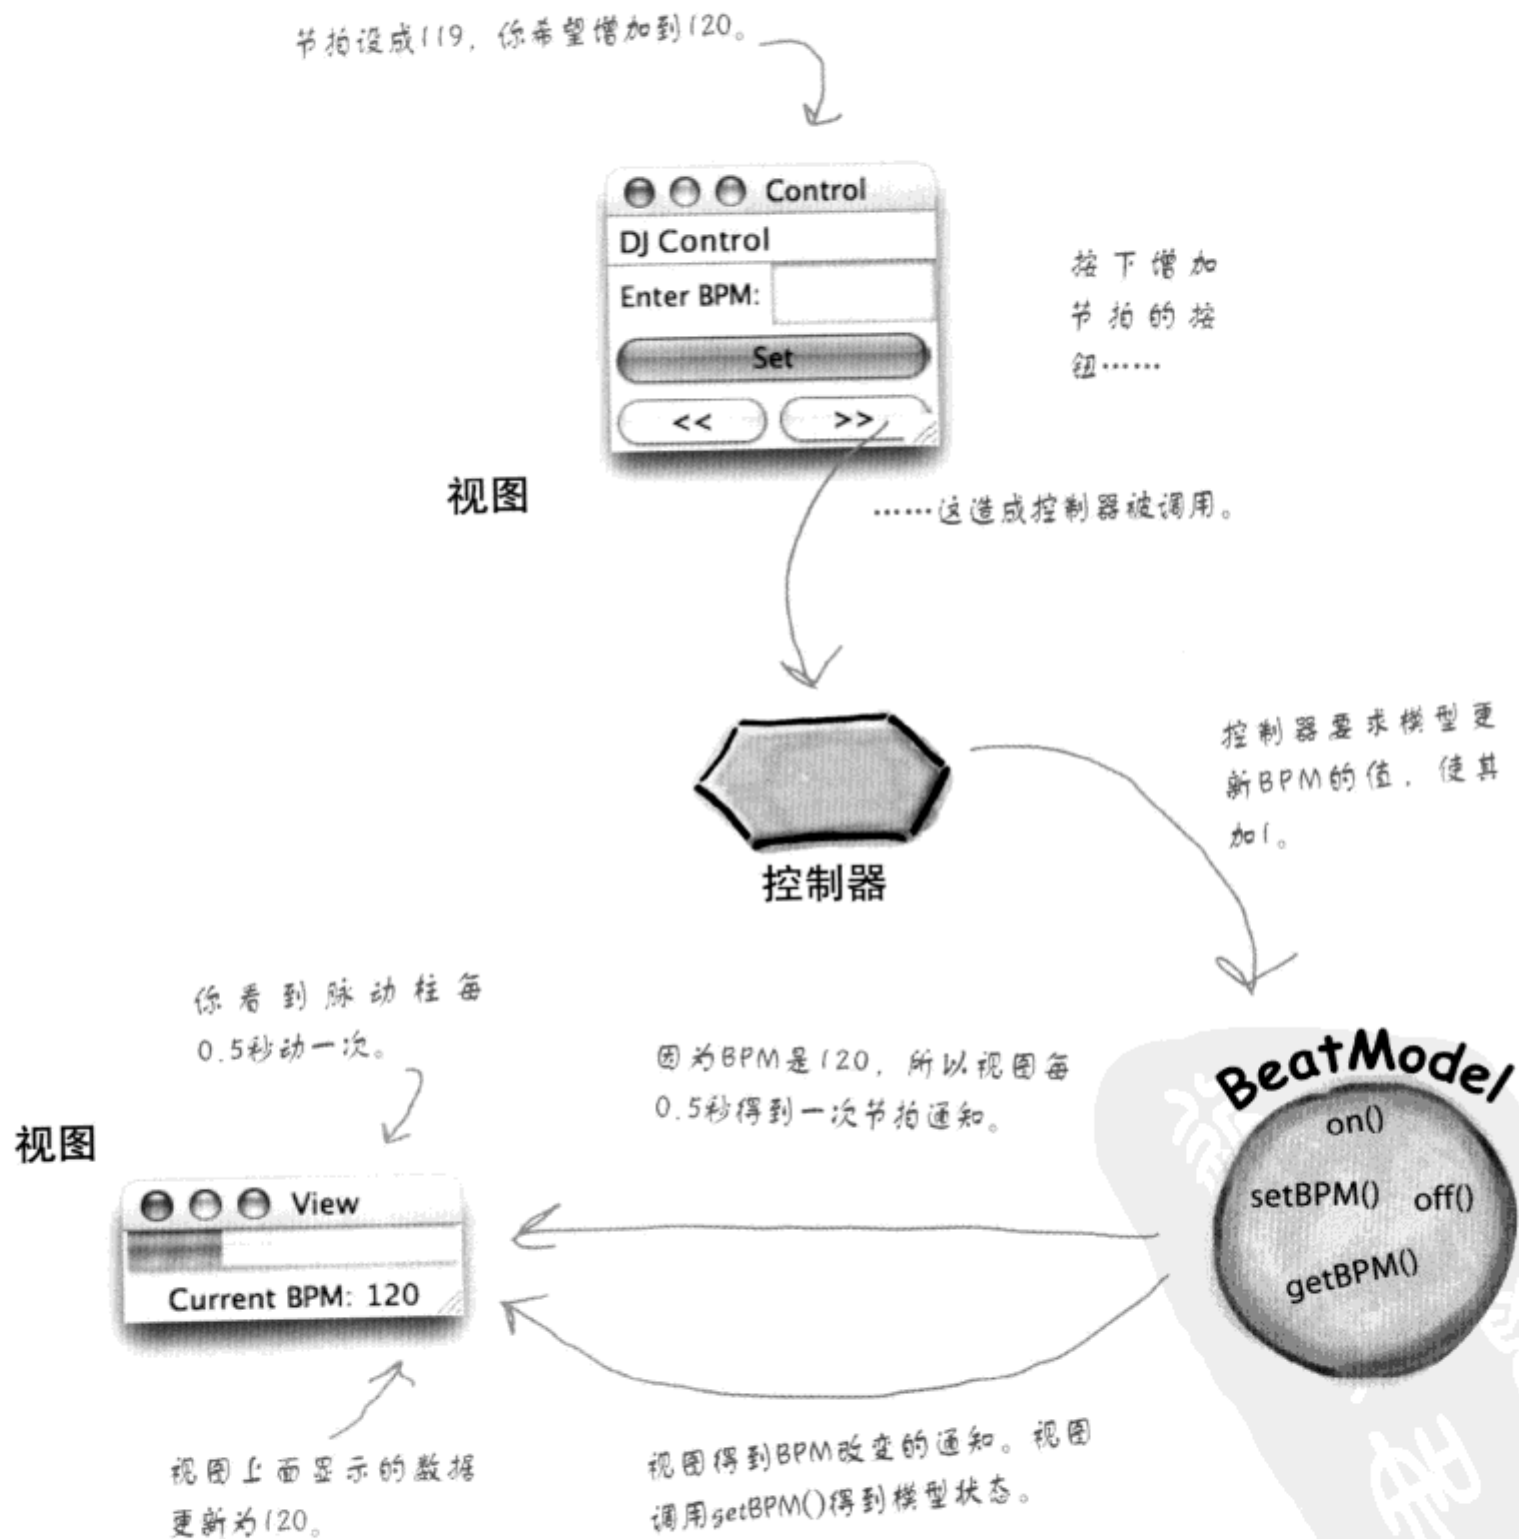 节拍设成119，你希望增加到120。
Control
DJ Control
Enter BPM:
Set
<<
>>
按下增加
节拍的按
钮……
视图
……这造成控制器被调用。
控制器要求模型更
新BPM的值，使其
加1。
控制器
你看到脉动柱每
0.5秒动一次。
因为BPM是120，所以视图每
0.5秒得到一次节拍通知。
BeatModel
on()
setBPM()
off()
getBPM()
视图
View
Current BPM: 120
视图上面显示的数据
更新为120。
视图得到BPM改变的通知。视图
调用getBPM()得到模型状态。